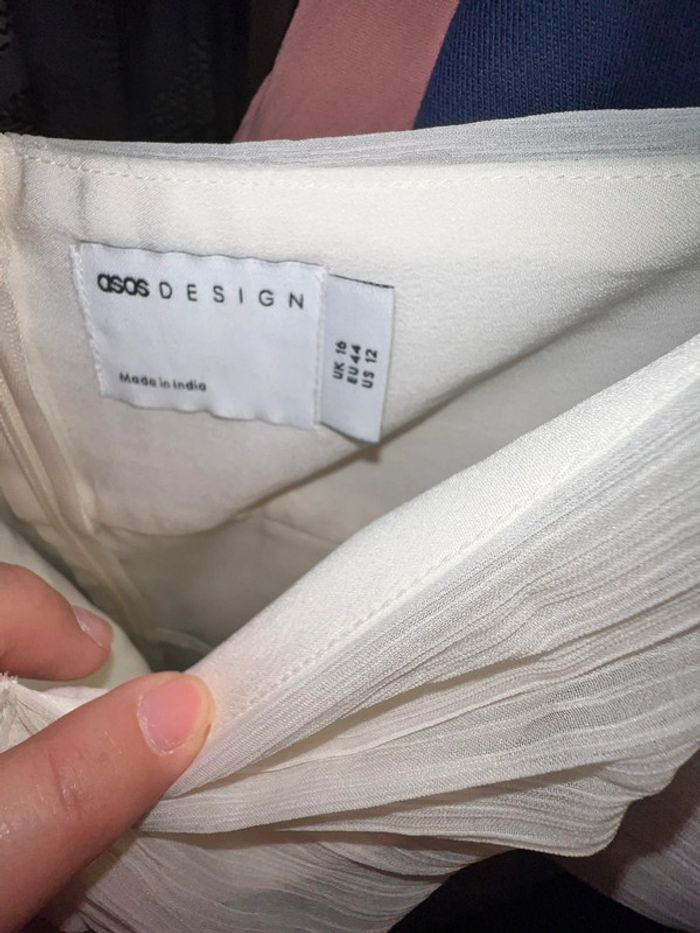 asos DESIGN
Made in India
UK 16
EU 44
US 12